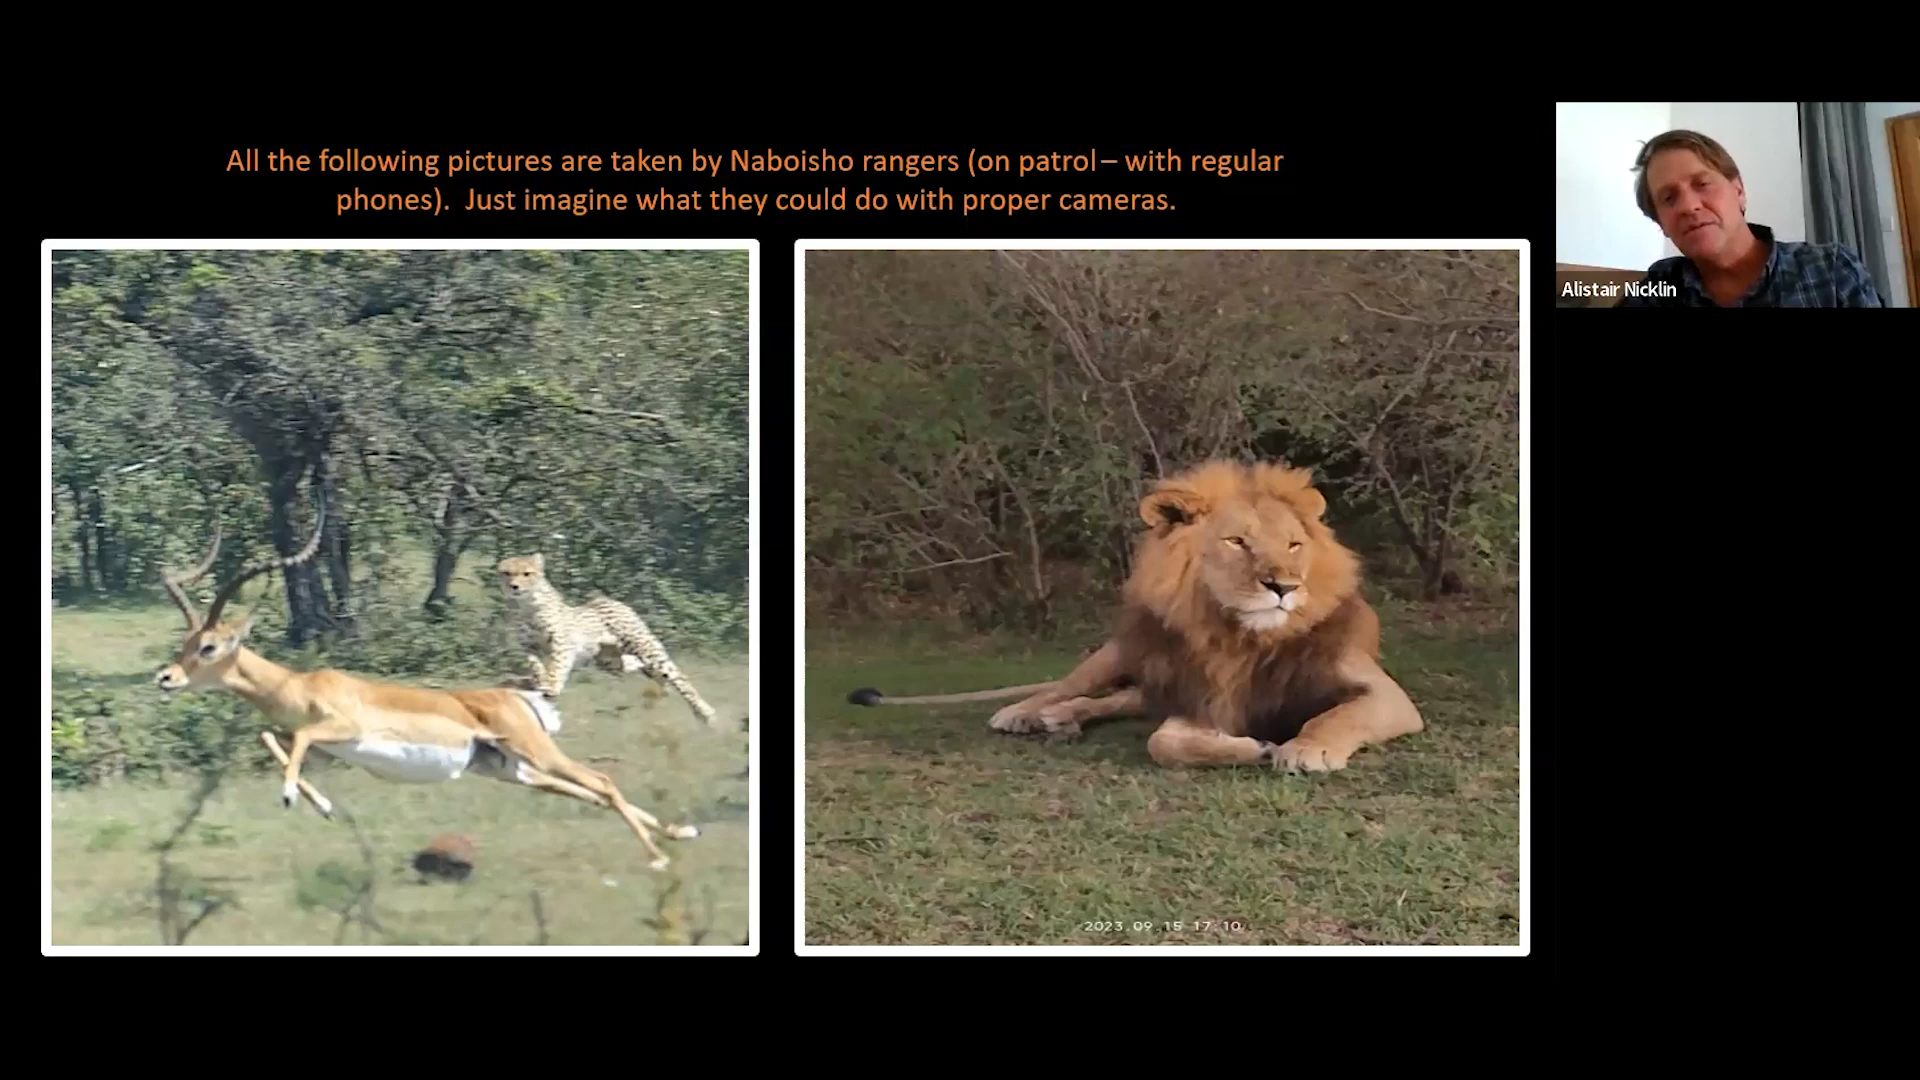 All the following pictures are taken by Naboisho rangers (on patrol – with regular
phones).  Just imagine what they could do with proper cameras.
Alistair Nicklin
2023.09.15 17:10